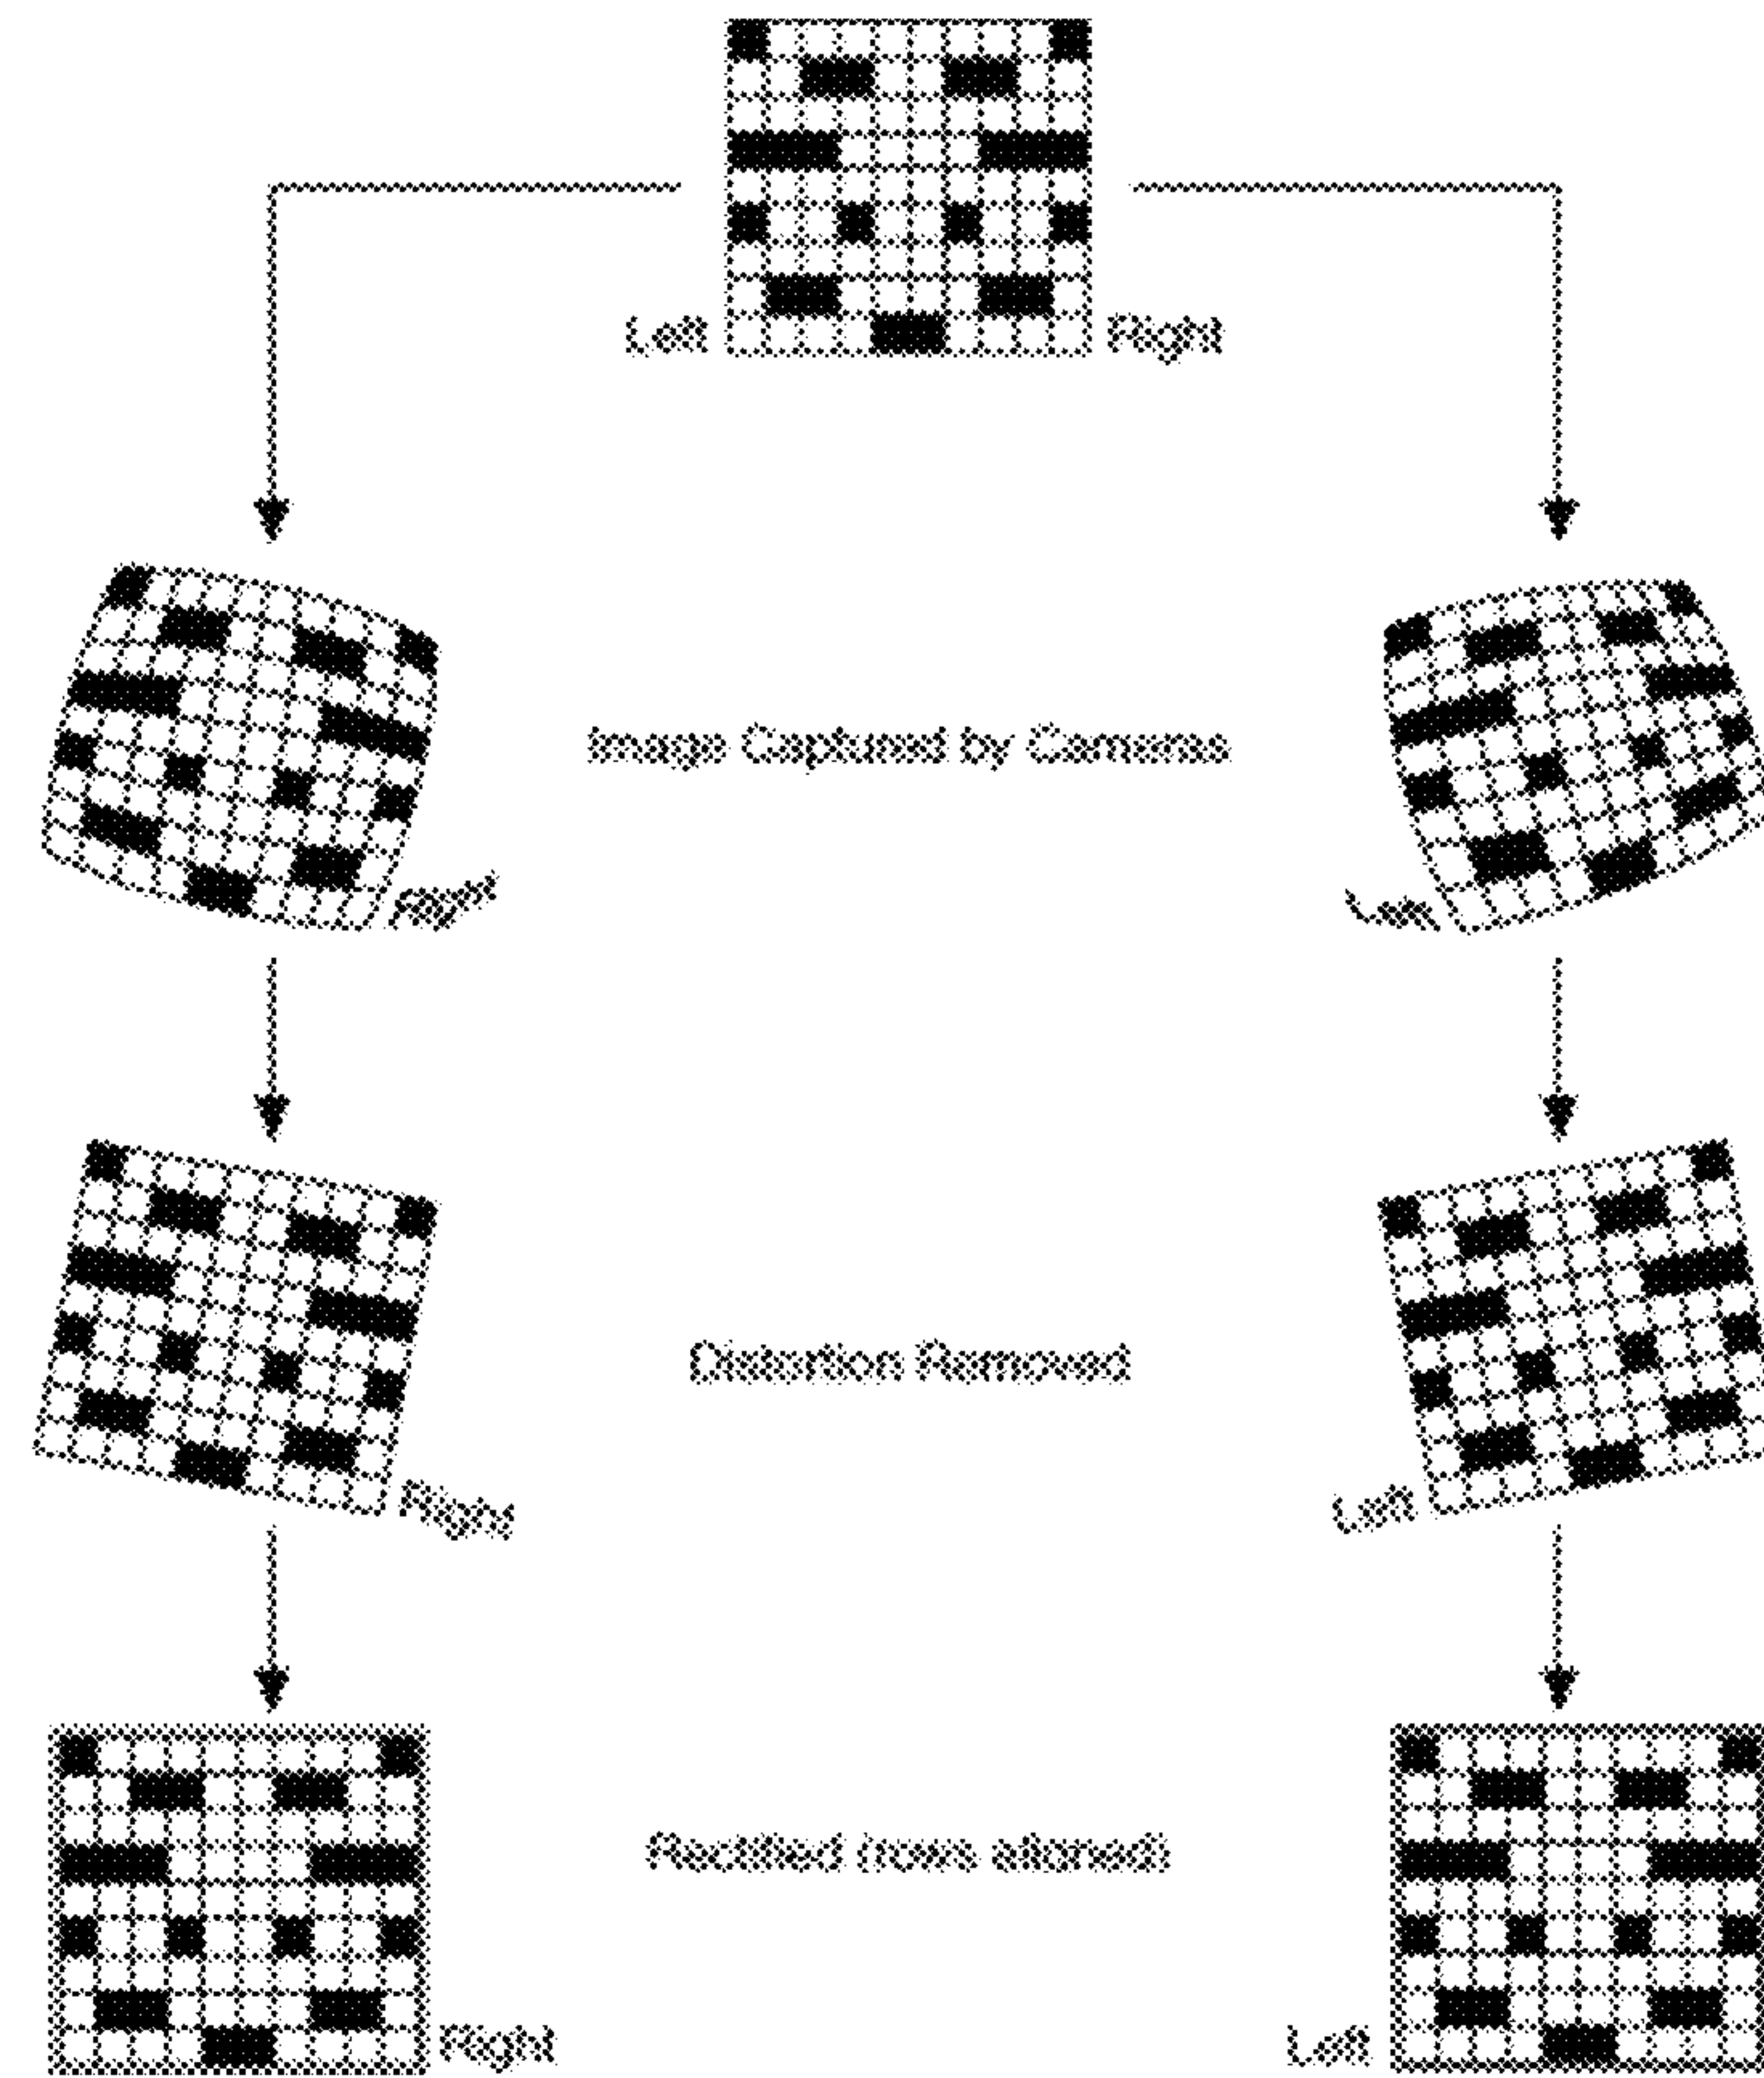 Left Right
Image Captured by Cameras
Right Left
Distortion Removed
Right Left
Rectified (rows aligned)
Right Left